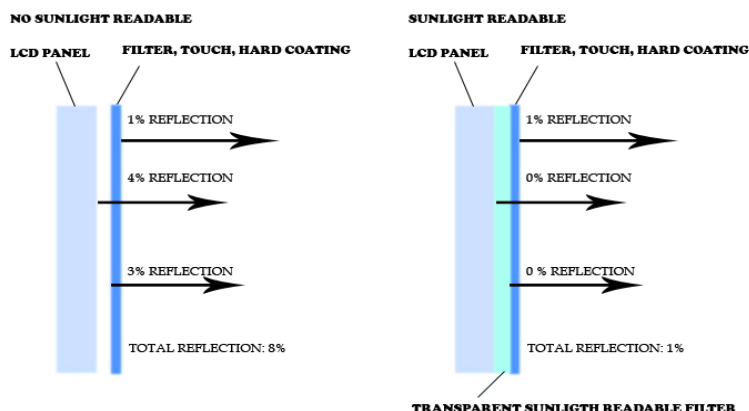 NO SUNLIGHT READABLE
LCD PANEL
FILTER, TOUCH, HARD COATING
1% REFLECTION
4% REFLECTION
3% REFLECTION
TOTAL REFLECTION: 8%
SUNLIGHT READABLE
LCD PANEL
FILTER, TOUCH, HARD COATING
1% REFLECTION
0% REFLECTION
0 % REFLECTION
TOTAL REFLECTION: 1%
TRANSPARENT SUNLIGTH READABLE FILTER